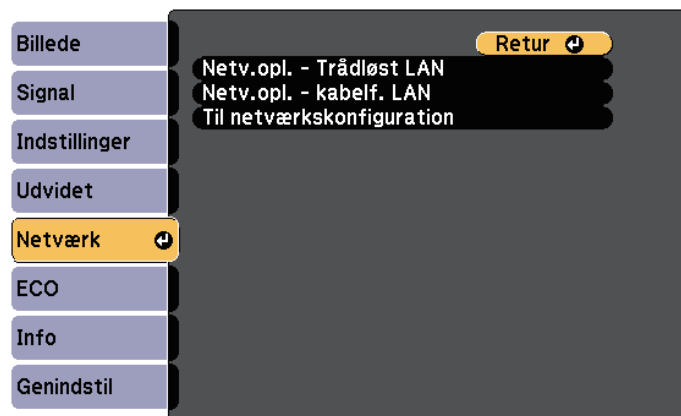 Billede
Signal
Indstillinger
Udvidet
Netværk
ECO
Info
Genindstil
Retur
Netv.opl. - Trådløst LAN
Netv.opl. - kabelf. LAN
Til netværkskonfiguration